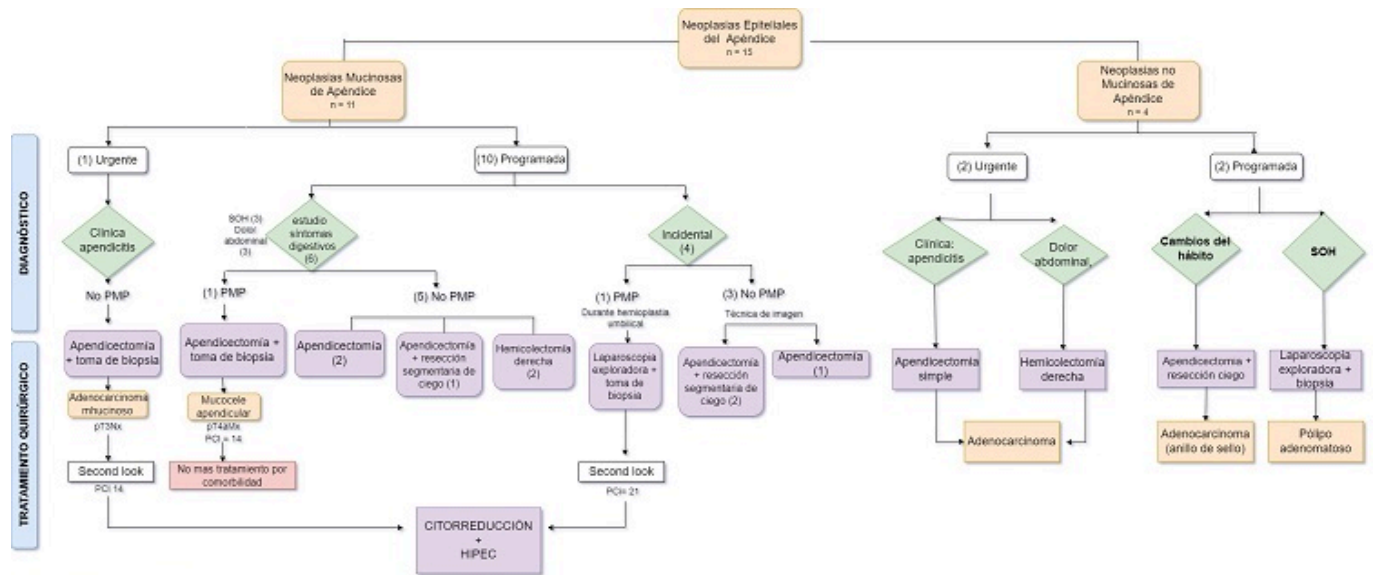 Neoplasias Epiteliales
del Apéndice
n = 15
Neoplasias Mucinosas
de Apéndice
n = 11
Neoplasias no
Mucinosas de
Apéndice
n = 4
DIAGNÓSTICO
(1) Urgente
(10) Programada
(2) Urgente
(2) Programada
Clínica
apendicitis
SOH (3)
Dolor
abdominal
(3)
estudio
síntomas
digestivos
(6)
Incidental
(4)
Clínica:
apendicitis
Dolor
abdominal,
Cambios del
hábito
SOH
No PMP
(1) PMP
(5) No PMP
(1) PMP
Durante hernioplastia
umbilical
(3) No PMP
Técnica de imagen
TRATAMIENTO QUIRÚRGICO
Apendicectomía
+ toma de biopsia
Apendicectomía +
toma de biopsia
Apendicectomía
(2)
Apendicectomía
+ resección
segmentaria de
ciego (1)
Hemicolectomía
derecha
(2)
Laparoscopia
exploradora +
toma de
biopsia
Apendicectomía
+ resección
segmentaria de
ciego (2)
Apendicectomía
(1)
Apendicectomía
simple
Hemicolectomía
derecha
Apendicectomia +
resección ciego
Laparoscopia
exploradora +
biopsia
Adenocarcinoma
mhucinoso
pT3Nx
Mucocele
apendicular
pT4aMx
PCI = 14
Adenocarcinoma
Adenocarcinoma
(anillo de sello)
Pólipo
adenomatoso
Second look
PCI 14
No mas tratamiento por
comorbilidad
Second look
PCI= 21
CITORREDUCCIÓN
+
HIPEC